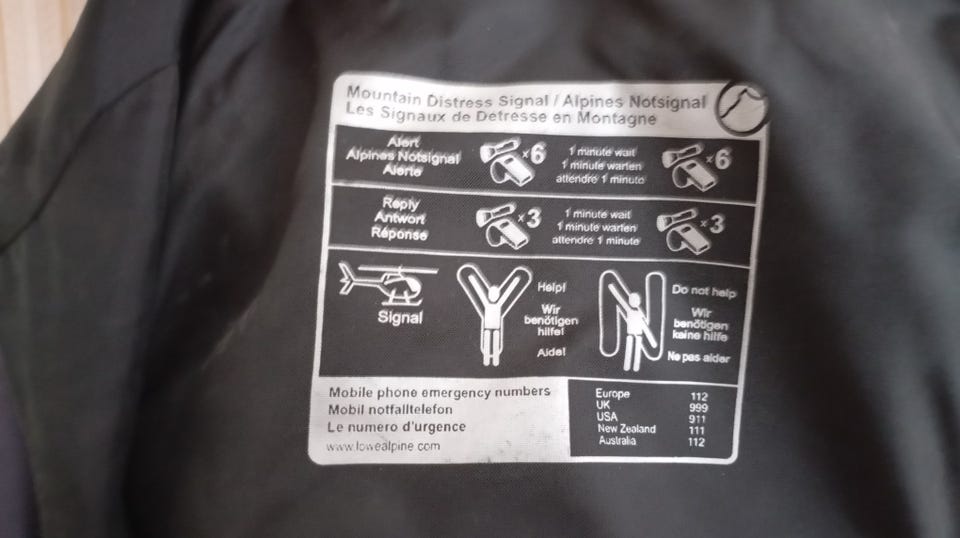 Mountain Distress Signal / Alpines Notsignal
Les Signaux de Detresse en Montagne
Alert
Alpines Notsignal
Alerte
x6
1 minute wait
1 minute warten
attendre 1 minute
x6
Reply
Antwort
Réponse
x3
1 minute wait
1 minute warten
attendre 1 minute
x3
Signal
Help!
Wir
benötigen
hilfe!
Aide!
Do not help
Wir
benötigen
keine hilfe
Ne pas aider
Mobile phone emergency numbers
Mobil notfalltelefon
Le numero d'urgence
www.lowealpine.com
Europe 112
UK 999
USA 911
New Zealand 111
Australia 112